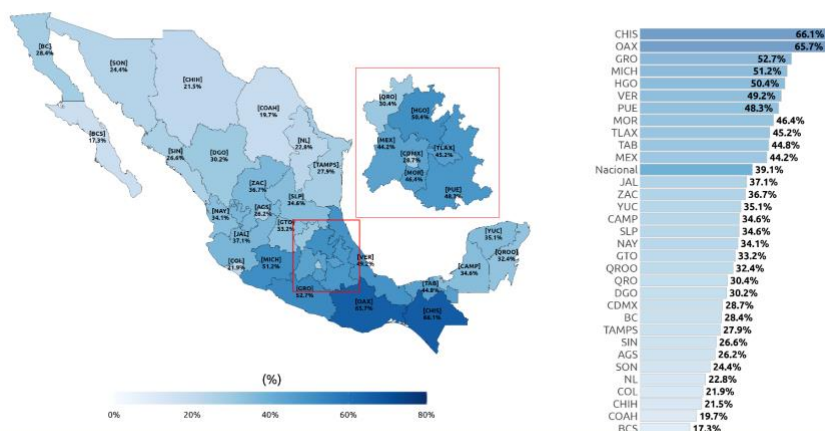 [BC]
28.4%
[SON]
24.4%
[CHIH]
21.5%
[COAH]
19.7%
[BCS]
17.3%
[NL]
22.8%
[SIN]
26.6%
[DGO]
30.2%
[TAMPS]
27.9%
[ZAC]
36.7%
[SLP]
34.6%
[AGS]
26.2%
[NAY]
34.1%
[GTO]
33.2%
[JAL]
37.1%
[COL]
21.9%
[MICH]
51.2%
[GRO]
52.7%
[OAX]
65.7%
[VER]
49.2%
[TAB]
44.8%
[CHIS]
66.1%
[CAMP]
34.6%
[YUC]
35.1%
[QROO]
32.4%
[QRO]
30.4%
[HGO]
50.4%
[MEX]
44.2%
[CDMX]
28.7%
[TLAX]
45.2%
[MOR]
46.4%
[PUE]
48.3%
(%)
0% 20% 40% 60% 80%
CHIS 66.1%
OAX 65.7%
GRO 52.7%
MICH 51.2%
HGO 50.4%
VER 49.2%
PUE 48.3%
MOR 46.4%
TLAX 45.2%
TAB 44.8%
MEX 44.2%
Nacional 39.1%
JAL 37.1%
ZAC 36.7%
YUC 35.1%
CAMP 34.6%
SLP 34.6%
NAY 34.1%
GTO 33.2%
QROO 32.4%
QRO 30.4%
DGO 30.2%
CDMX 28.7%
BC 28.4%
TAMPS 27.9%
SIN 26.6%
AGS 26.2%
SON 24.4%
NL 22.8%
COL 21.9%
CHIH 21.5%
COAH 19.7%
BCS 17.3%